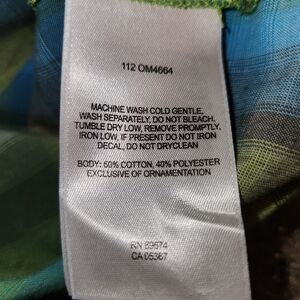 112 OM4664
MACHINE WASH COLD GENTLE,
WASH SEPARATELY, DO NOT BLEACH,
TUMBLE DRY LOW, REMOVE PROMPTLY,
IRON LOW, IF PRESENT DO NOT IRON
DECAL, DO NOT DRYCLEAN
BODY: 60% COTTON, 40% POLYESTER
EXCLUSIVE OF ORNAMENTATION
RN 89674
CA 05367